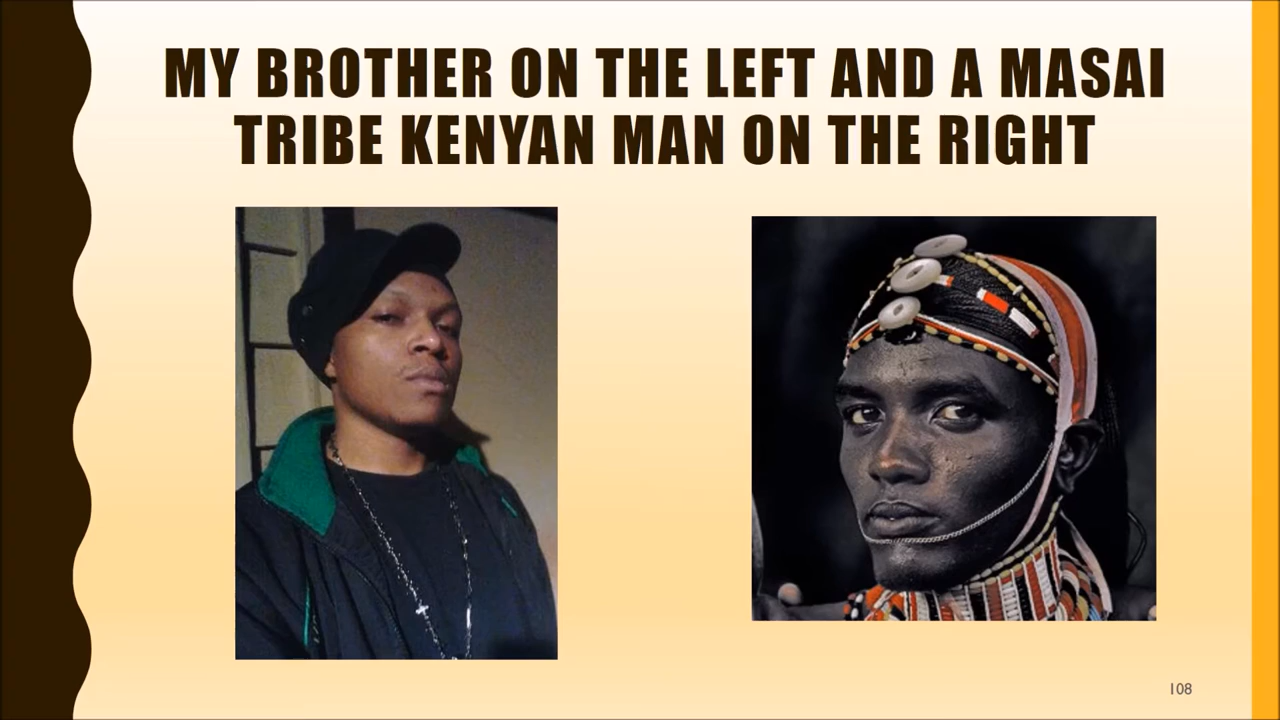 MY BROTHER ON THE LEFT AND A MASAI
TRIBE KENYAN MAN ON THE RIGHT
108